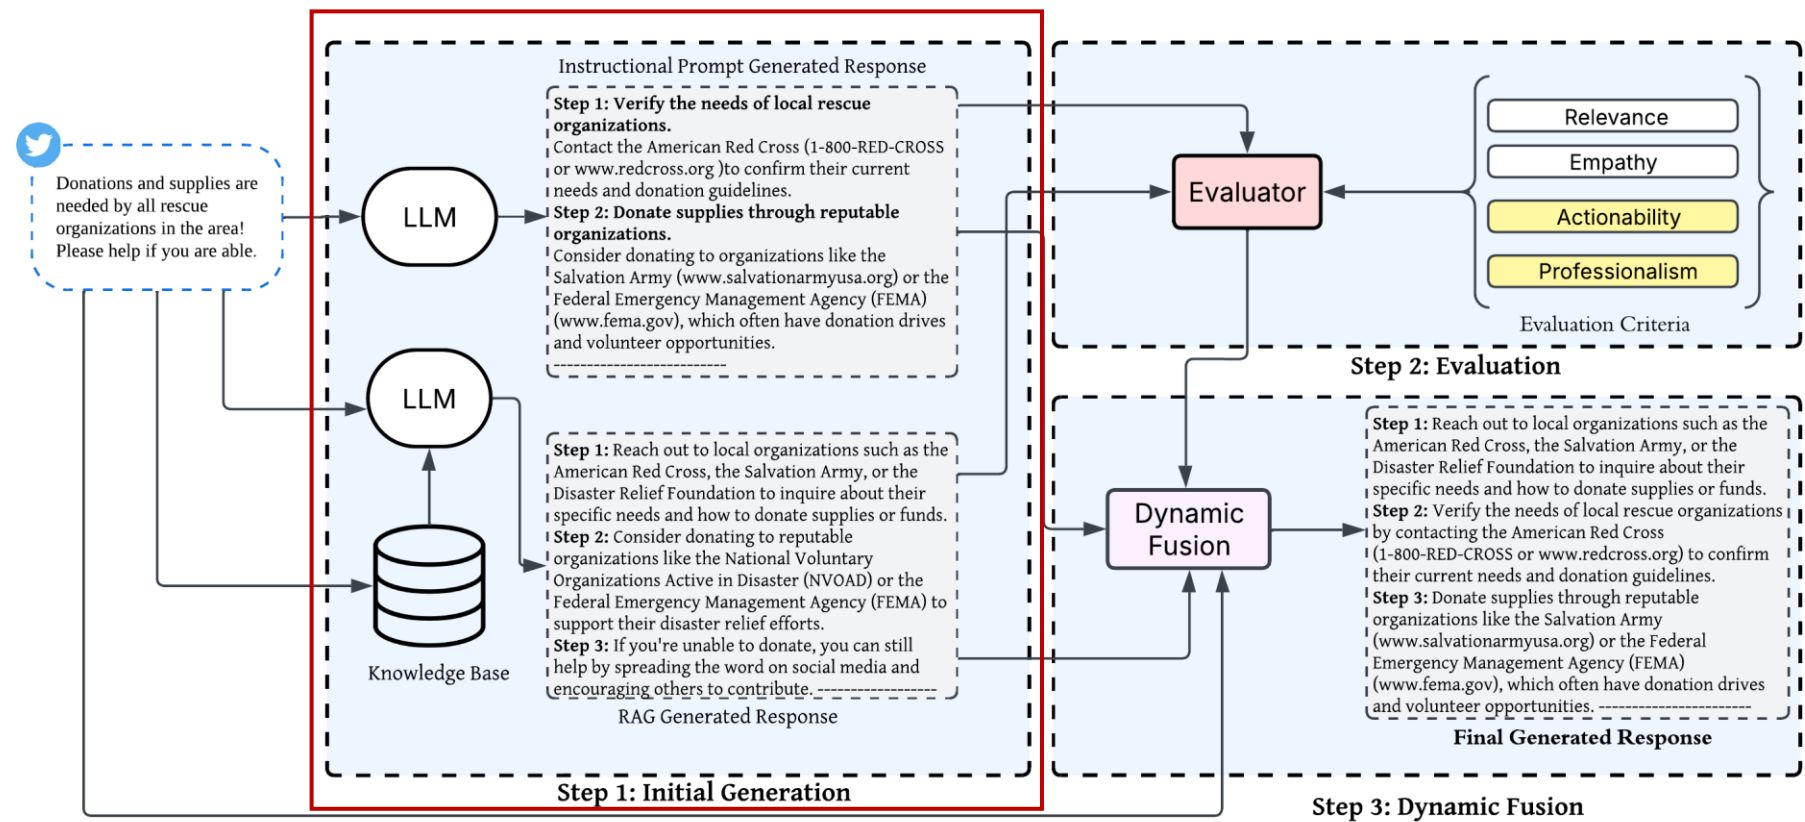 Donations and supplies are
needed by all rescue
organizations in the area!
Please help if you are able.
LLM
LLM
Knowledge Base
Instructional Prompt Generated Response
Step 1: Verify the needs of local rescue
organizations.
Contact the American Red Cross (1-800-RED-CROSS
or www.redcross.org )to confirm their current
needs and donation guidelines.
Step 2: Donate supplies through reputable
organizations.
Consider donating to organizations like the
Salvation Army (www.salvationarmyusa.org) or the
Federal Emergency Management Agency (FEMA)
(www.fema.gov), which often have donation drives
and volunteer opportunities.
--------------------------
Step 1: Reach out to local organizations such as the
American Red Cross, the Salvation Army, or the
Disaster Relief Foundation to inquire about their
specific needs and how to donate supplies or funds.
Step 2: Consider donating to reputable
organizations like the National Voluntary
Organizations Active in Disaster (NVOAD) or the
Federal Emergency Management Agency (FEMA) to
support their disaster relief efforts.
Step 3: If you're unable to donate, you can still
help by spreading the word on social media and
encouraging others to contribute. ------------------
RAG Generated Response
Step 1: Initial Generation
Evaluator
Relevance
Empathy
Actionability
Professionalism
Evaluation Criteria
Step 2: Evaluation
Dynamic
Fusion
Step 1: Reach out to local organizations such as the
American Red Cross, the Salvation Army, or the
Disaster Relief Foundation to inquire about their
specific needs and how to donate supplies or funds.
Step 2: Verify the needs of local rescue organizations
by contacting the American Red Cross
(1-800-RED-CROSS or www.redcross.org) to confirm
their current needs and donation guidelines.
Step 3: Donate supplies through reputable
organizations like the Salvation Army
(www.salvationarmyusa.org) or the Federal
Emergency Management Agency (FEMA)
(www.fema.gov), which often have donation drives
and volunteer opportunities. -----------------------
Final Generated Response
Step 3: Dynamic Fusion